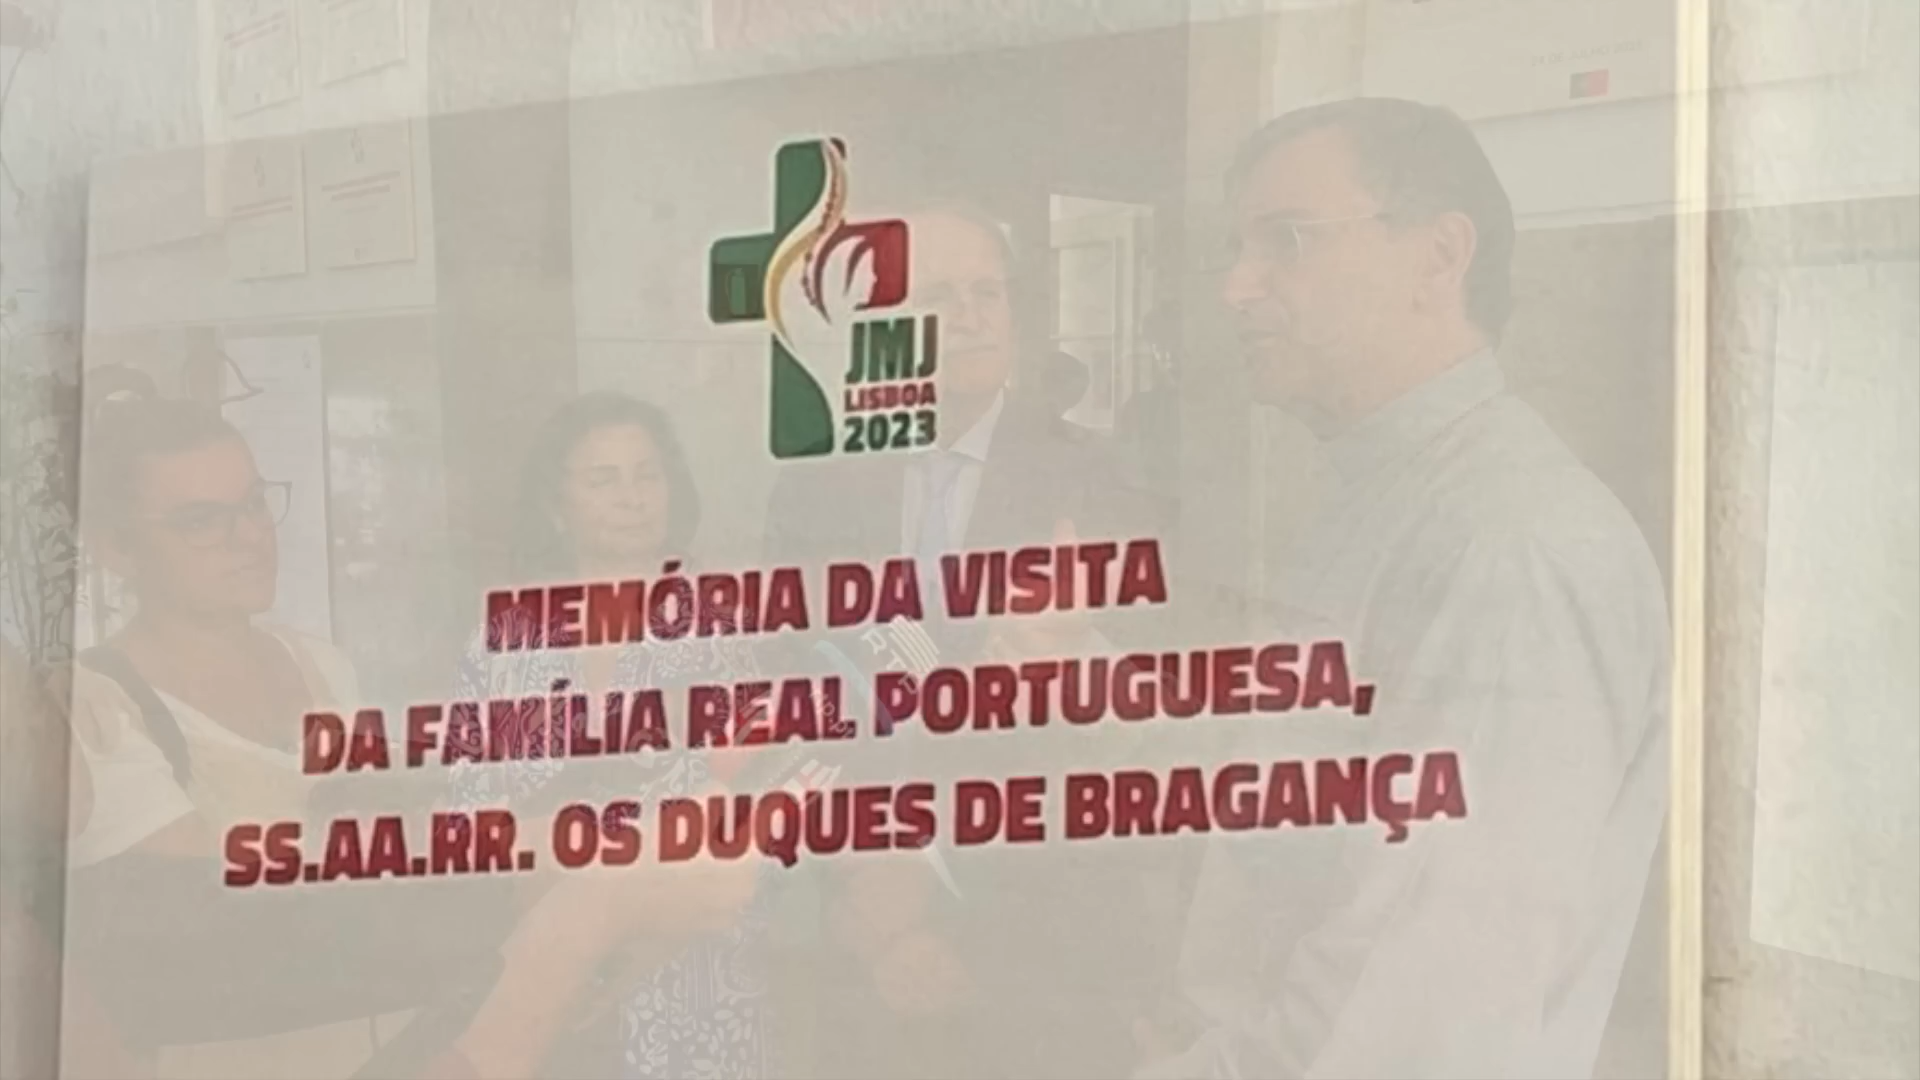 JMJ
LISBOA
2023
MEMÓRIA DA VISITA
DA FAMÍLIA REAL PORTUGUESA,
SS.AA.RR. OS DUQUES DE BRAGANÇA